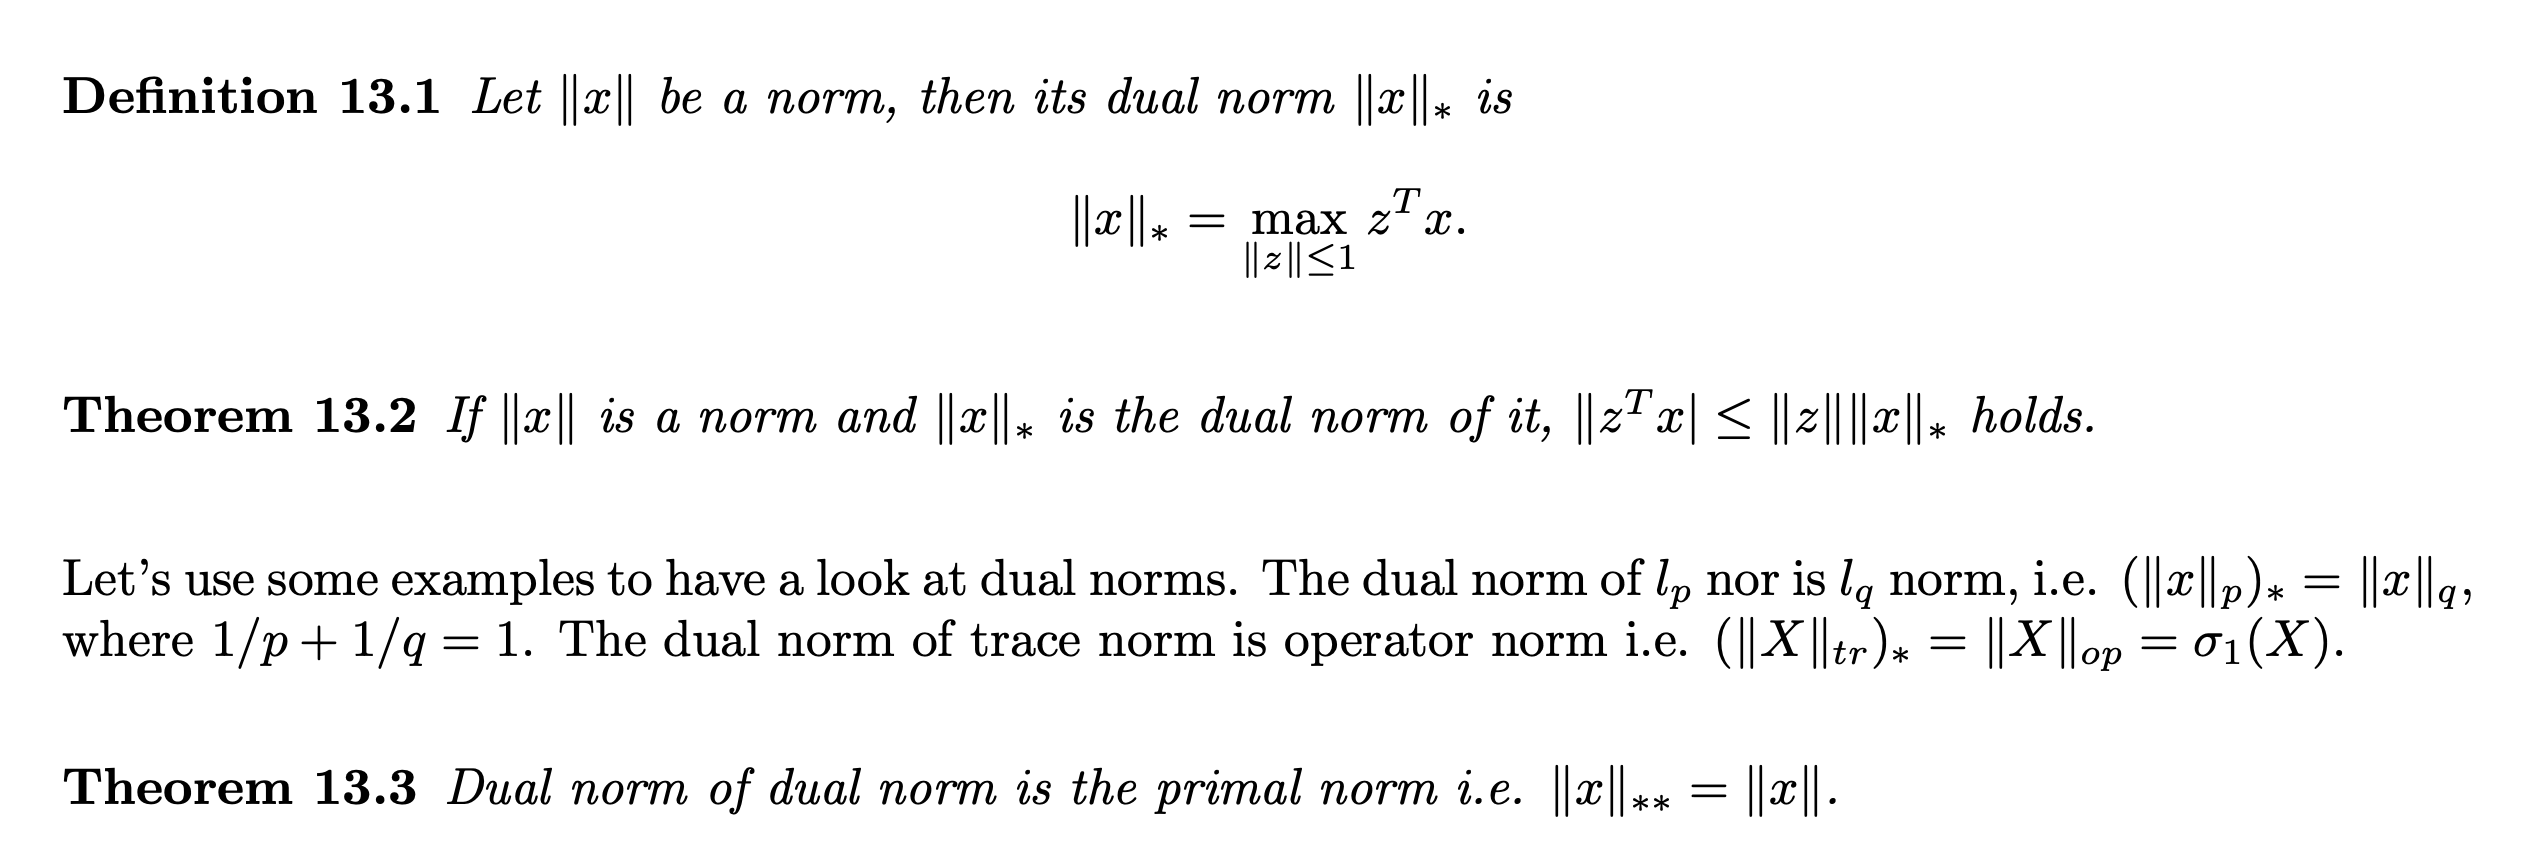 Definition 13.1 Let ‖x‖ be a norm, then its dual norm ‖x‖∗ is
‖x‖∗ = max zᵀx.
‖z‖≤1
Theorem 13.2 If ‖x‖ is a norm and ‖x‖∗ is the dual norm of it, ‖zᵀx| ≤ ‖z‖‖x‖∗ holds.
Let's use some examples to have a look at dual norms. The dual norm of lₚ nor is l_q norm, i.e. (‖x‖ₚ)∗ = ‖x‖_q,
where 1/p + 1/q = 1. The dual norm of trace norm is operator norm i.e. (‖X‖_tr)∗ = ‖X‖_op = σ₁(X).
Theorem 13.3 Dual norm of dual norm is the primal norm i.e. ‖x‖∗∗ = ‖x‖.